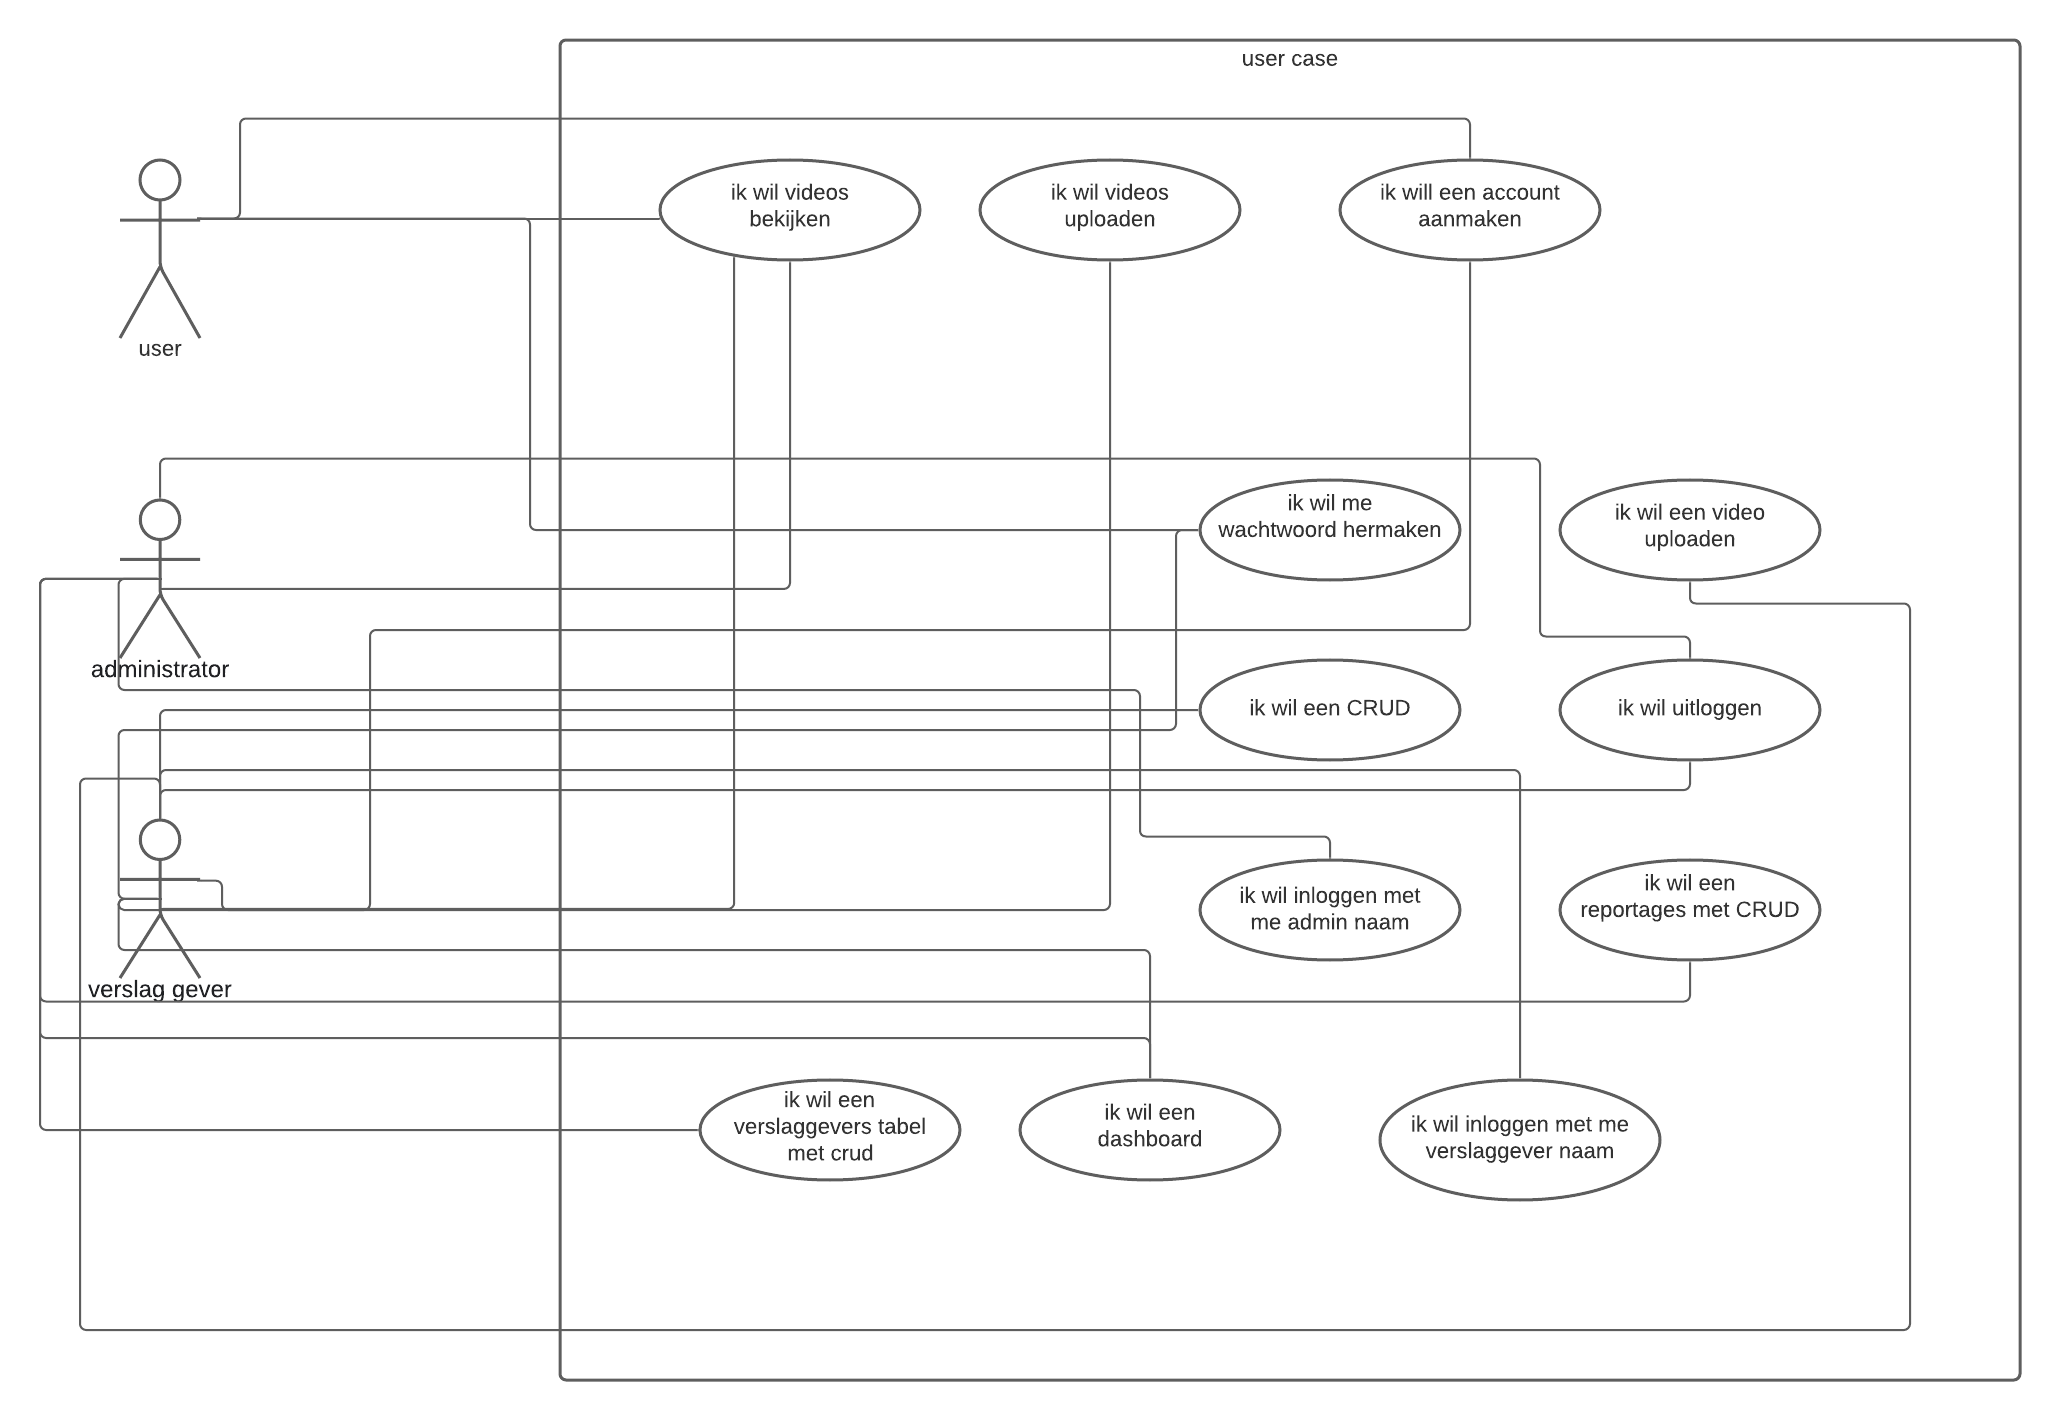 user case
ik wil videos
bekijken
ik wil videos
uploaden
ik will een account
aanmaken
user
ik wil me
wachtwoord hermaken
ik wil een video
uploaden
administrator
ik wil een CRUD
ik wil uitloggen
ik wil inloggen met
me admin naam
ik wil een
reportages met CRUD
verslag gever
ik wil een
verslaggevers tabel
met crud
ik wil een
dashboard
ik wil inloggen met me
verslaggever naam